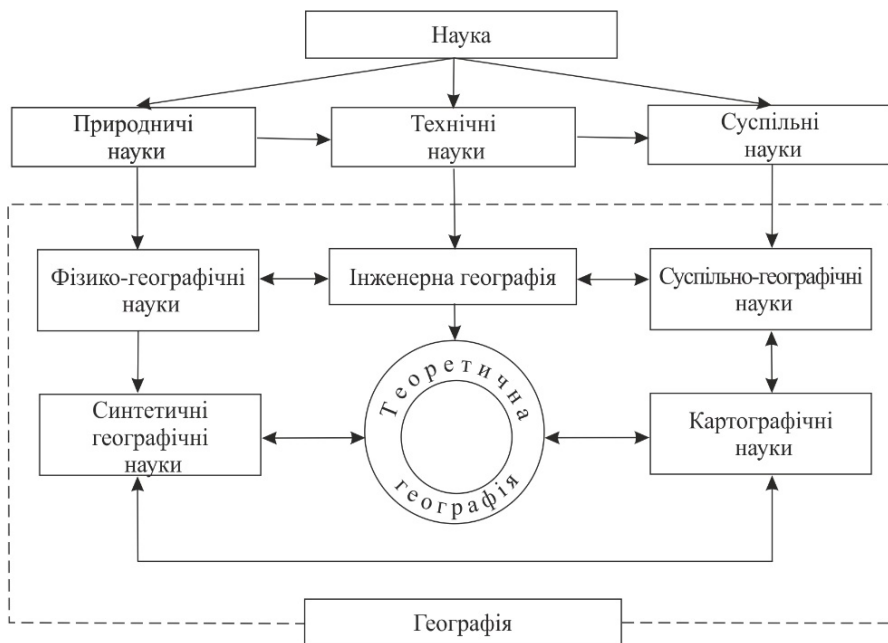 Наука
Природничі
науки
Технічні
науки
Суспільні
науки
Фізико-географічні
науки
Інженерна географія
Суспільно-географічні
науки
Теоретична
географія
Синтетичні
географічні
науки
Картографічні
науки
Географія